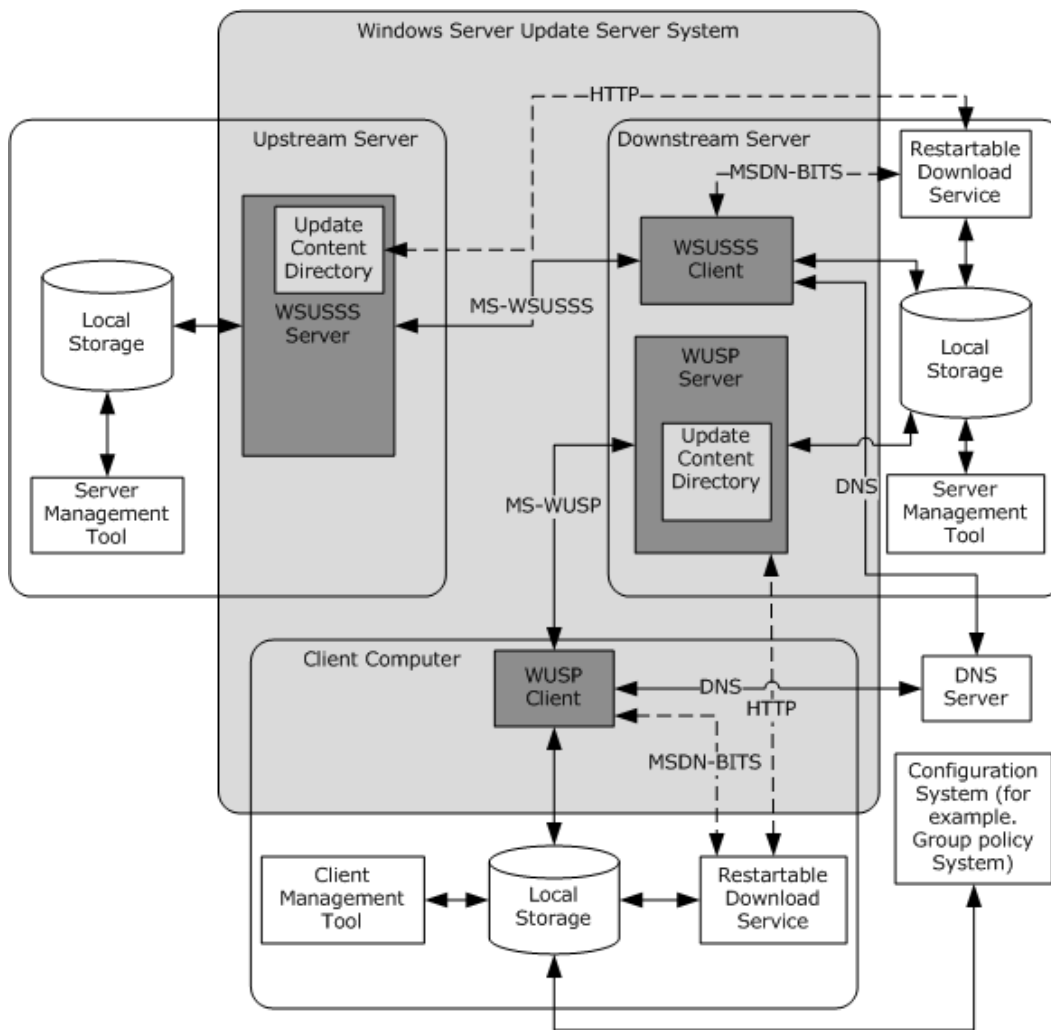 Windows Server Update Server System
HTTP
Upstream Server
Downstream Server
Restartable
Download
Service
MSDN-BITS
Update
Content
Directory
WSUSSS
Server
WSUSSS
Client
MS-WSUSSS
Local
Storage
Local
Storage
WUSP
Server
Update
Content
Directory
Server
Management
Tool
MS-WUSP
DNS
Server
Management
Tool
Client Computer
WUSP
Client
DNS
DNS
Server
HTTP
MSDN-BITS
Configuration
System (for
example.
Group policy
System)
Client
Management
Tool
Local
Storage
Restartable
Download
Service